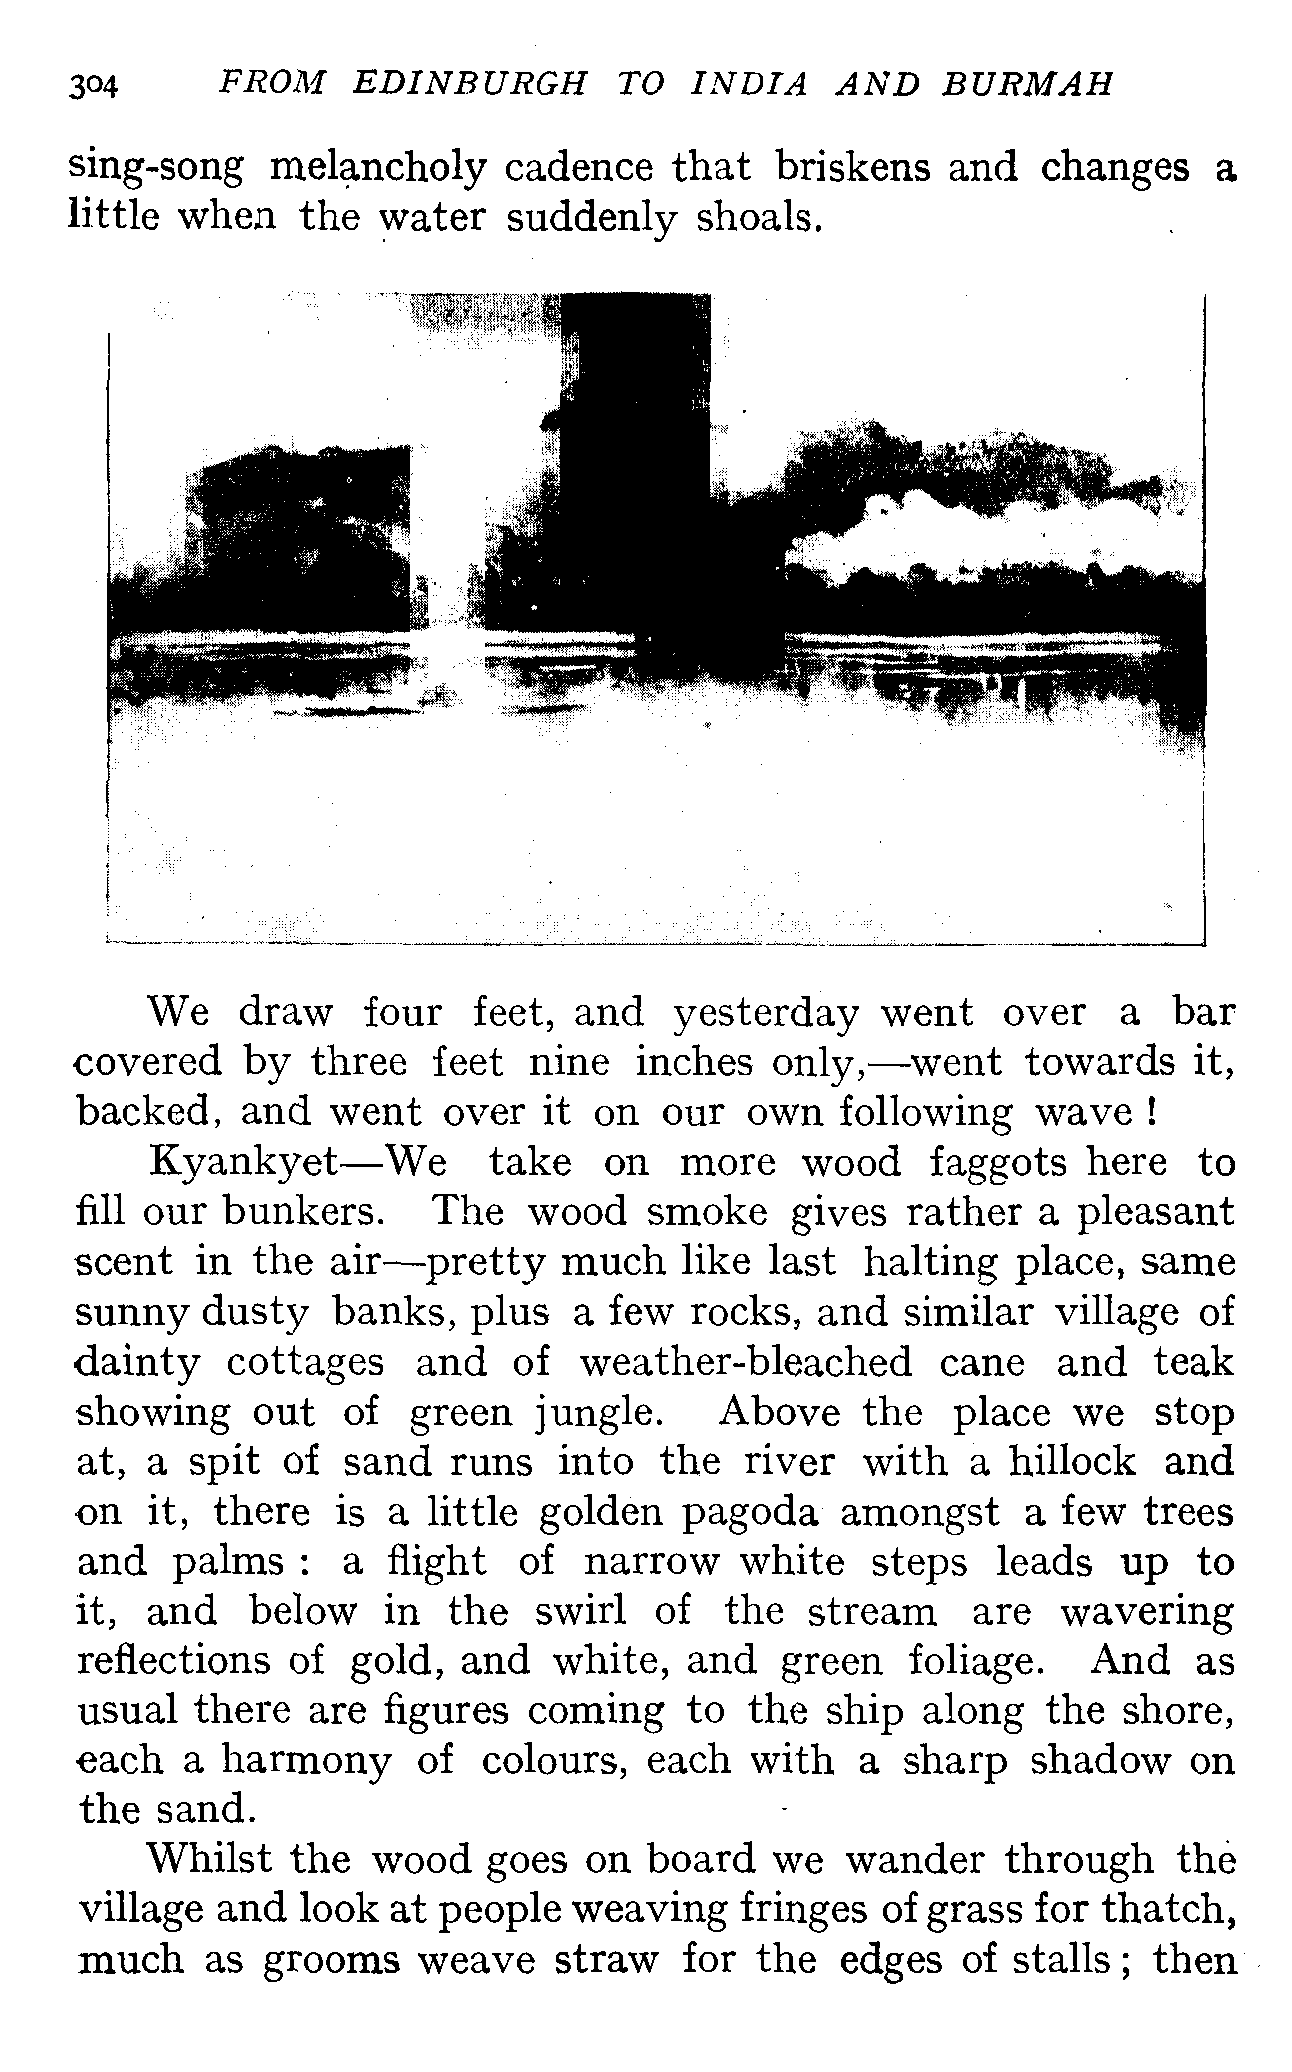 304 FROM EDINBURGH TO INDIA AND BURMAH
sing-song melancholy cadence that briskens and changes a
little when the water suddenly shoals.
We draw four feet, and yesterday went over a bar
covered by three feet nine inches only,—went towards it,
backed, and went over it on our own following wave !
Kyankyet—We take on more wood faggots here to
fill our bunkers. The wood smoke gives rather a pleasant
scent in the air—pretty much like last halting place, same
sunny dusty banks, plus a few rocks, and similar village of
dainty cottages and of weather-bleached cane and teak
showing out of green jungle. Above the place we stop
at, a spit of sand runs into the river with a hillock and
on it, there is a little golden pagoda amongst a few trees
and palms : a flight of narrow white steps leads up to
it, and below in the swirl of the stream are wavering
reflections of gold, and white, and green foliage. And as
usual there are figures coming to the ship along the shore,
each a harmony of colours, each with a sharp shadow on
the sand.
Whilst the wood goes on board we wander through the
village and look at people weaving fringes of grass for thatch,
much as grooms weave straw for the edges of stalls ; then